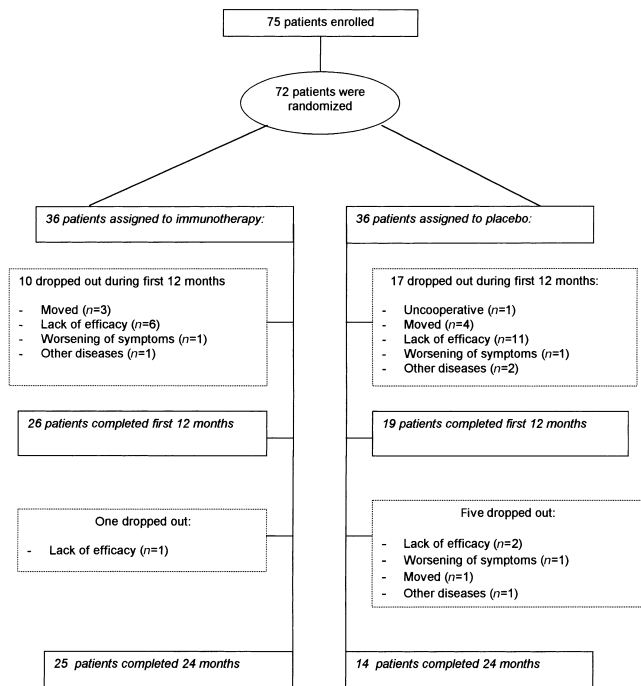 75 patients enrolled
72 patients were
randomized
36 patients assigned to immunotherapy:
36 patients assigned to placebo:
10 dropped out during first 12 months
- Moved (n=3)
- Lack of efficacy (n=6)
- Worsening of symptoms (n=1)
- Other diseases (n=1)
17 dropped out during first 12 months:
- Uncooperative (n=1)
- Moved (n=4)
- Lack of efficacy (n=11)
- Worsening of symptoms (n=1)
- Other diseases (n=2)
26 patients completed first 12 months
19 patients completed first 12 months
One dropped out:
- Lack of efficacy (n=1)
Five dropped out:
- Lack of efficacy (n=2)
- Worsening of symptoms (n=1)
- Moved (n=1)
- Other diseases (n=1)
25 patients completed 24 months
14 patients completed 24 months